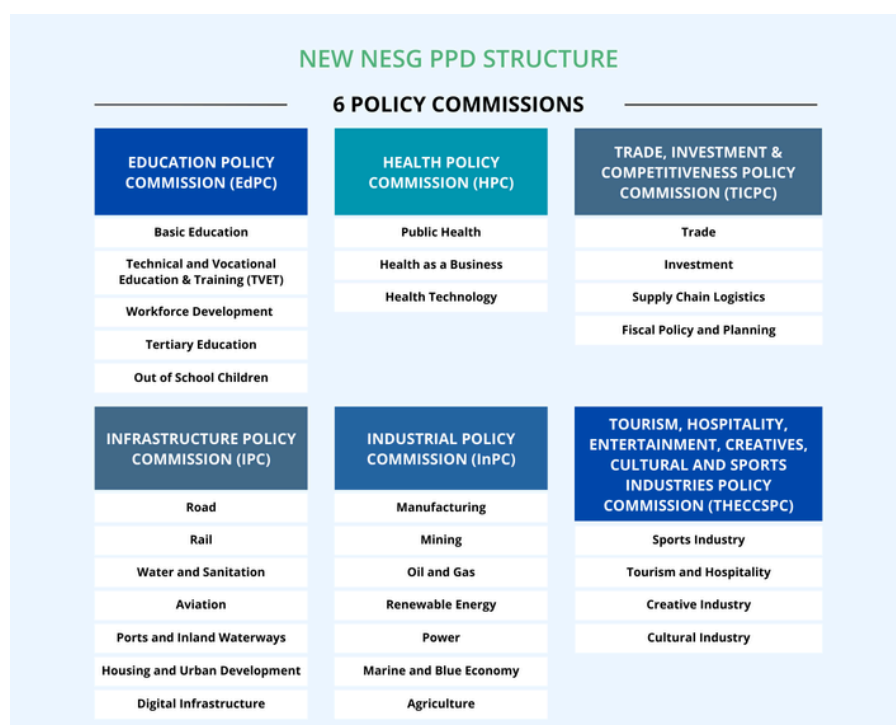 NEW NESG PPD STRUCTURE
6 POLICY COMMISSIONS
EDUCATION POLICY
COMMISSION (EdPC)
Basic Education
Technical and Vocational
Education & Training (TVET)
Workforce Development
Tertiary Education
Out of School Children
HEALTH POLICY
COMMISSION (HPC)
Public Health
Health as a Business
Health Technology
TRADE, INVESTMENT &
COMPETITIVENESS POLICY
COMMISSION (TICPC)
Trade
Investment
Supply Chain Logistics
Fiscal Policy and Planning
INFRASTRUCTURE POLICY
COMMISSION (IPC)
Road
Rail
Water and Sanitation
Aviation
Ports and Inland Waterways
Housing and Urban Development
Digital Infrastructure
INDUSTRIAL POLICY
COMMISSION (InPC)
Manufacturing
Mining
Oil and Gas
Renewable Energy
Power
Marine and Blue Economy
Agriculture
TOURISM, HOSPITALITY,
ENTERTAINMENT, CREATIVES,
CULTURAL AND SPORTS
INDUSTRIES POLICY
COMMISSION (THECCSPC)
Sports Industry
Tourism and Hospitality
Creative Industry
Cultural Industry